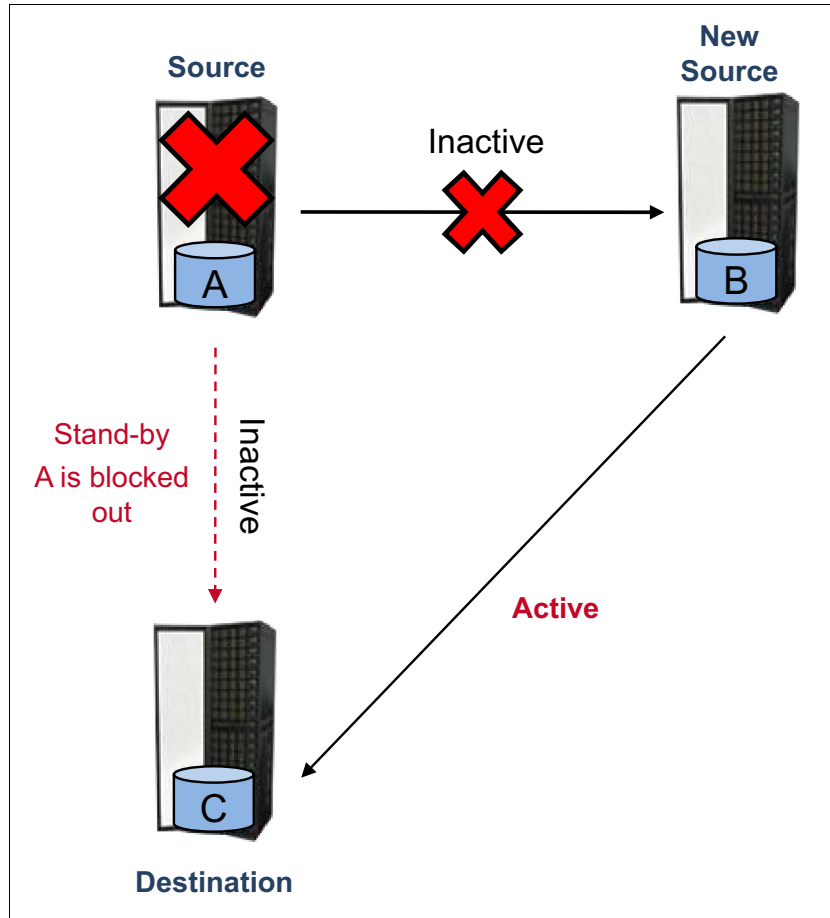 New
Source
Source
Inactive
A
B
Stand-by
A is blocked
out
Inactive
Active
C
Destination